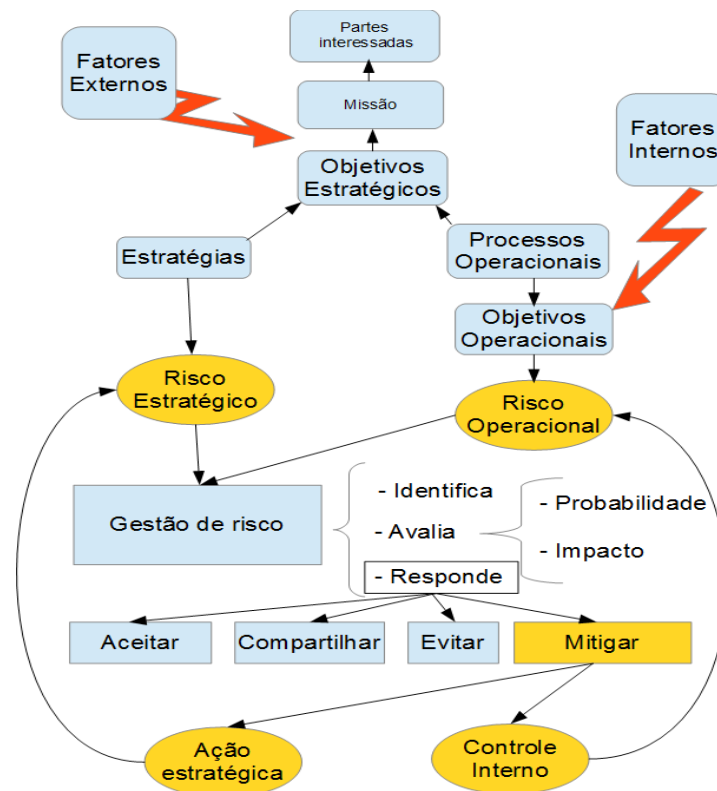 Partes
interessadas
Fatores
Externos
Missão
Fatores
Internos
Objetivos
Estratégicos
Estratégias
Processos
Operacionais
Objetivos
Operacionais
Risco
Estratégico
Risco
Operacional
Gestão de risco
- Identifica
- Avalia
- Responde
- Probabilidade
- Impacto
Aceitar
Compartilhar
Evitar
Mitigar
Ação
estratégica
Controle
Interno